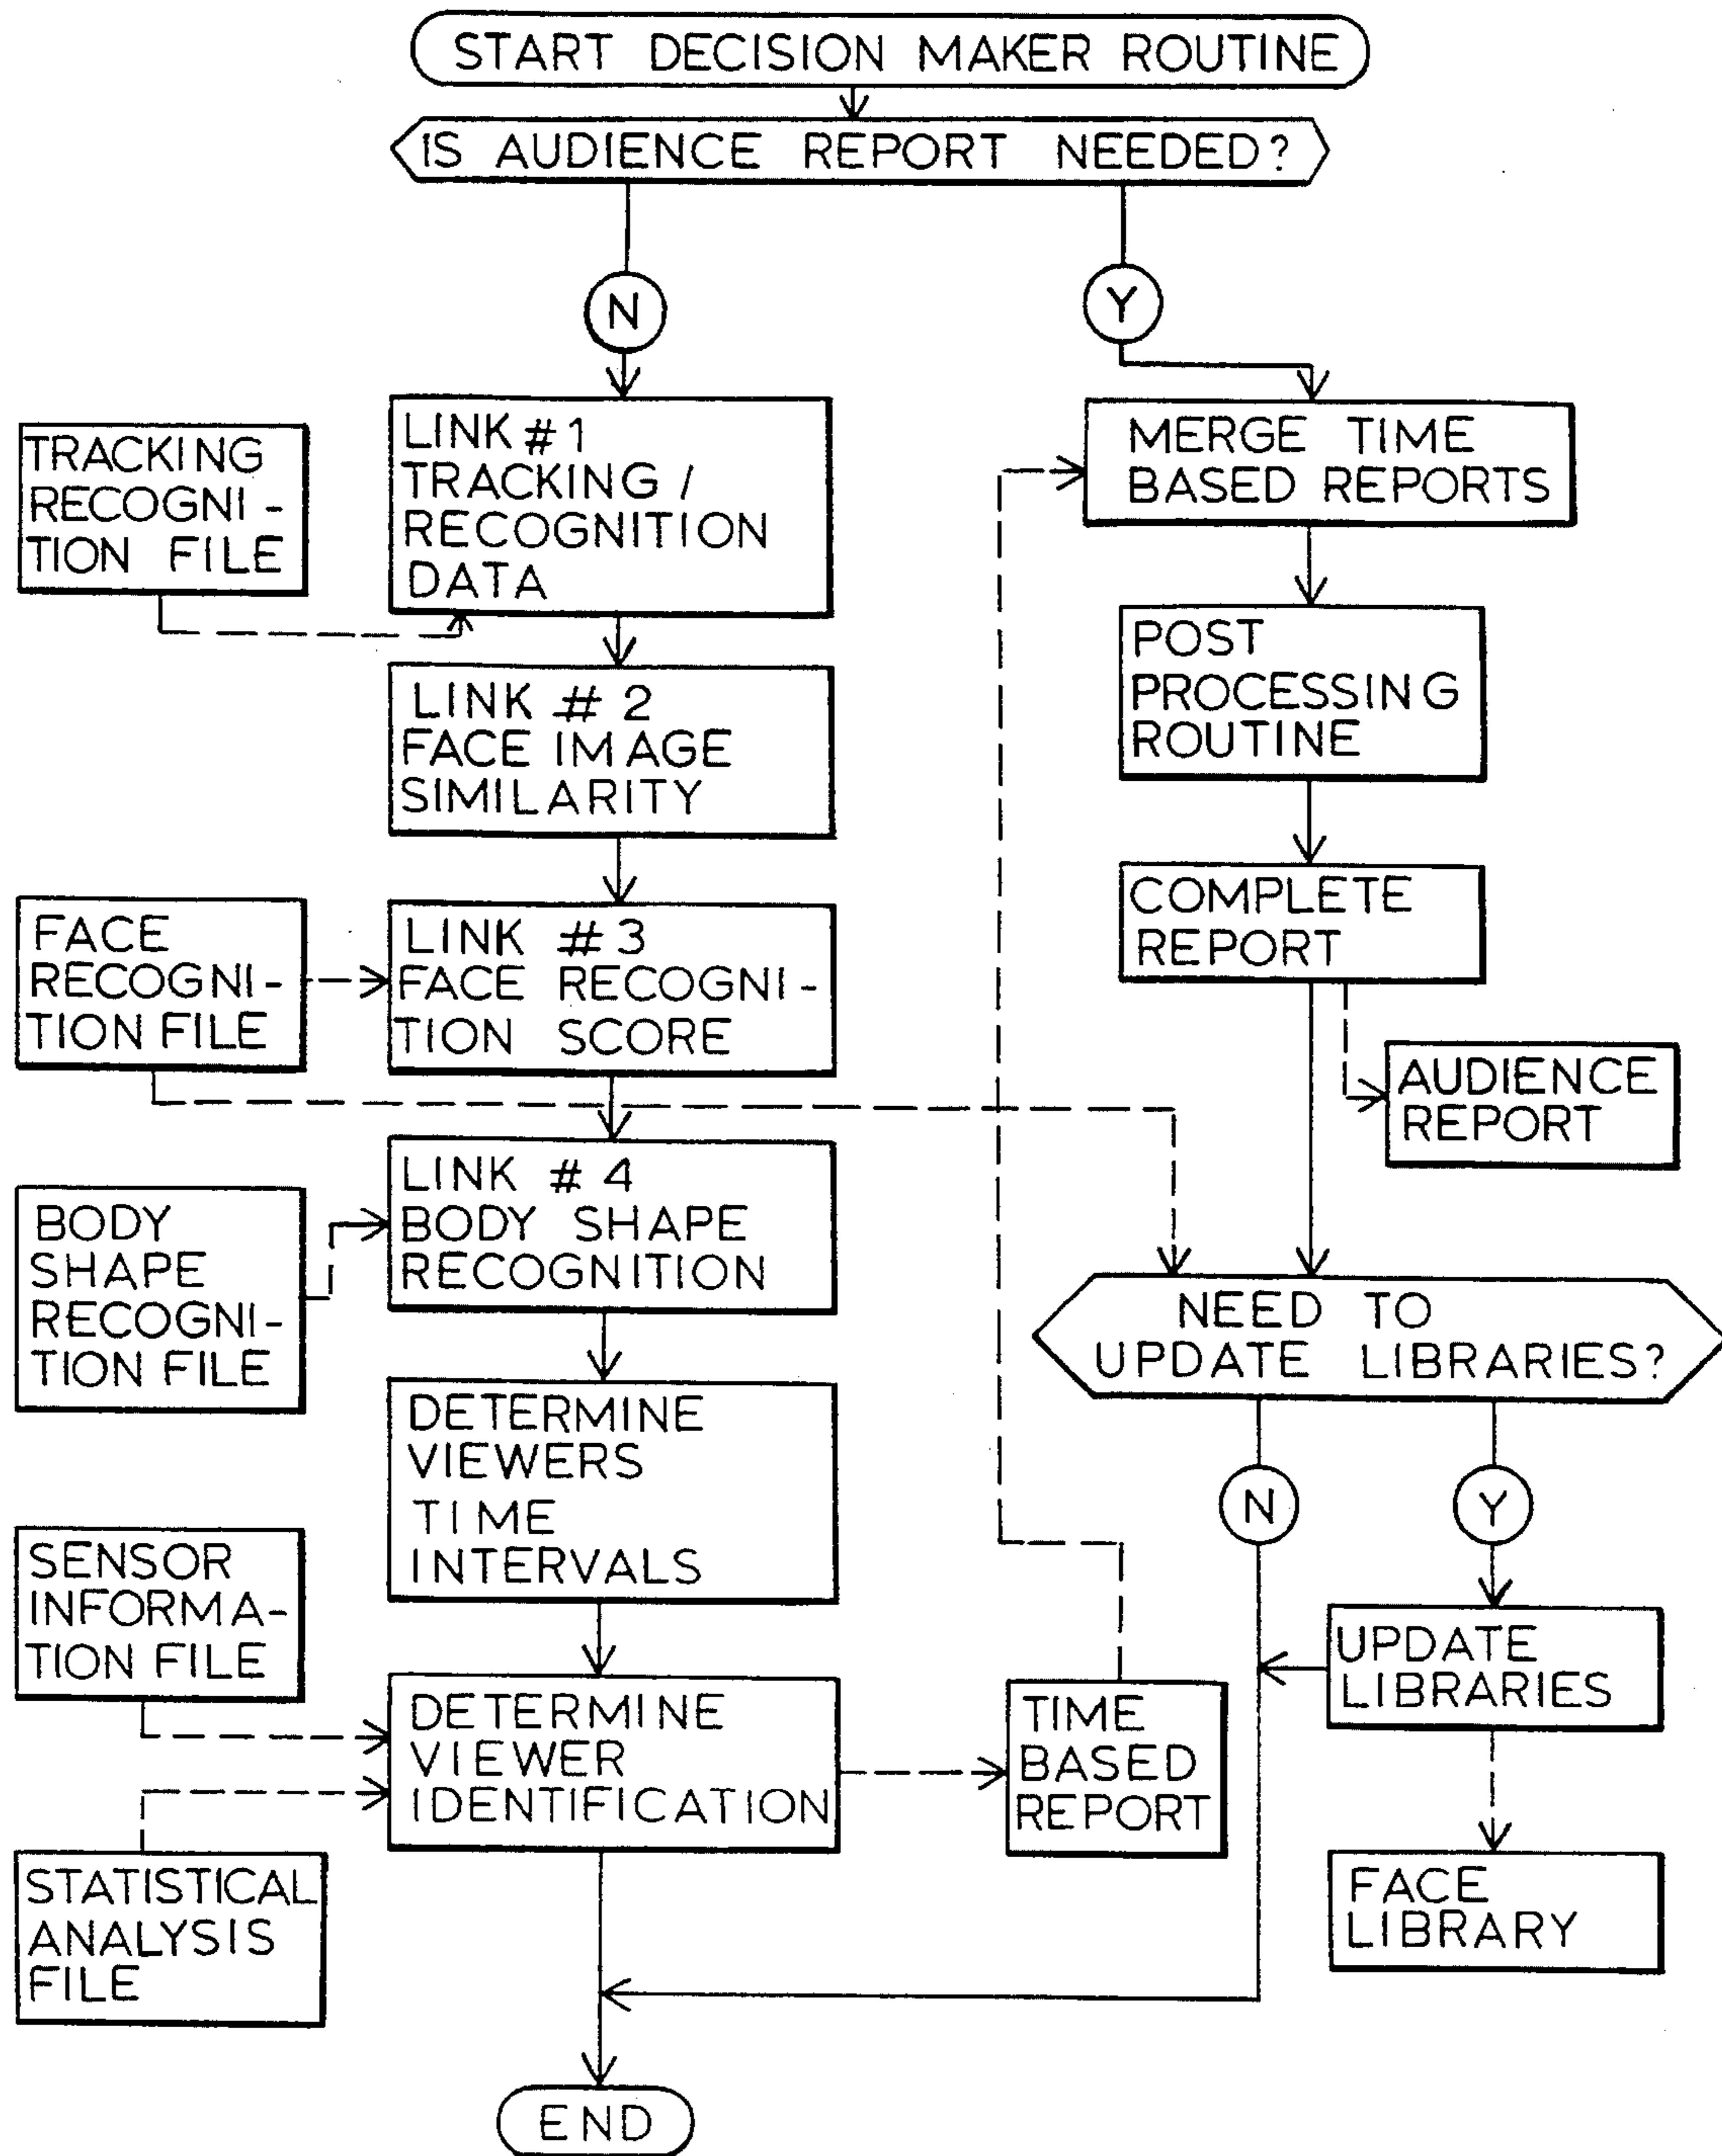 START DECISION MAKER ROUTINE
IS AUDIENCE REPORT NEEDED?
N
Y
TRACKING
RECOGNI-
TION FILE
LINK #1
TRACKING /
RECOGNITION
DATA
MERGE TIME
BASED REPORTS
LINK # 2
FACE IMAGE
SIMILARITY
POST
PROCESSING
ROUTINE
FACE
RECOGNI-
TION FILE
LINK #3
FACE RECOGNI-
TION SCORE
COMPLETE
REPORT
AUDIENCE
REPORT
BODY
SHAPE
RECOGNI-
TION FILE
LINK # 4
BODY SHAPE
RECOGNITION
NEED TO
UPDATE LIBRARIES?
DETERMINE
VIEWERS
TIME
INTERVALS
N
Y
SENSOR
INFORMA-
TION FILE
UPDATE
LIBRARIES
DETERMINE
VIEWER
IDENTIFICATION
TIME
BASED
REPORT
STATISTICAL
ANALYSIS
FILE
FACE
LIBRARY
END